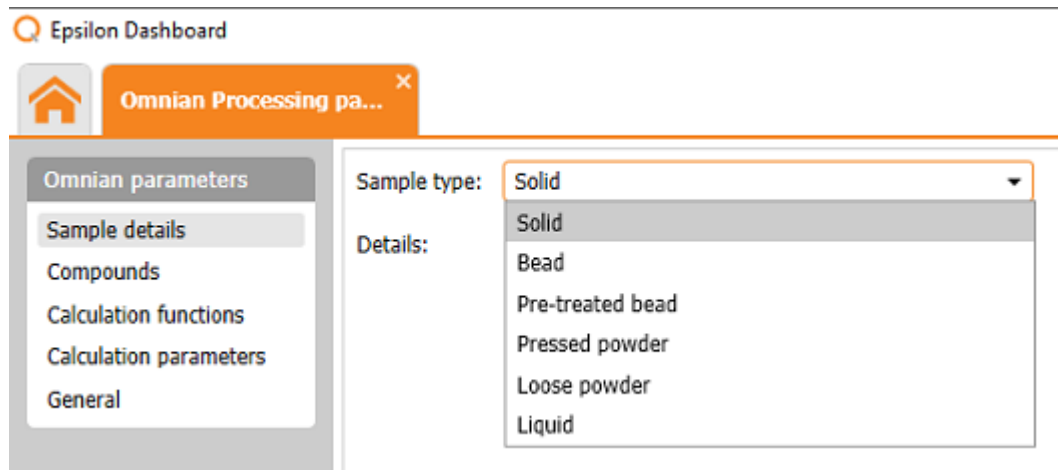 Epsilon Dashboard
Omnian Processing pa...
Omnian parameters
Sample details
Compounds
Calculation functions
Calculation parameters
General
Sample type: Solid
Details:
Solid
Bead
Pre-treated bead
Pressed powder
Loose powder
Liquid